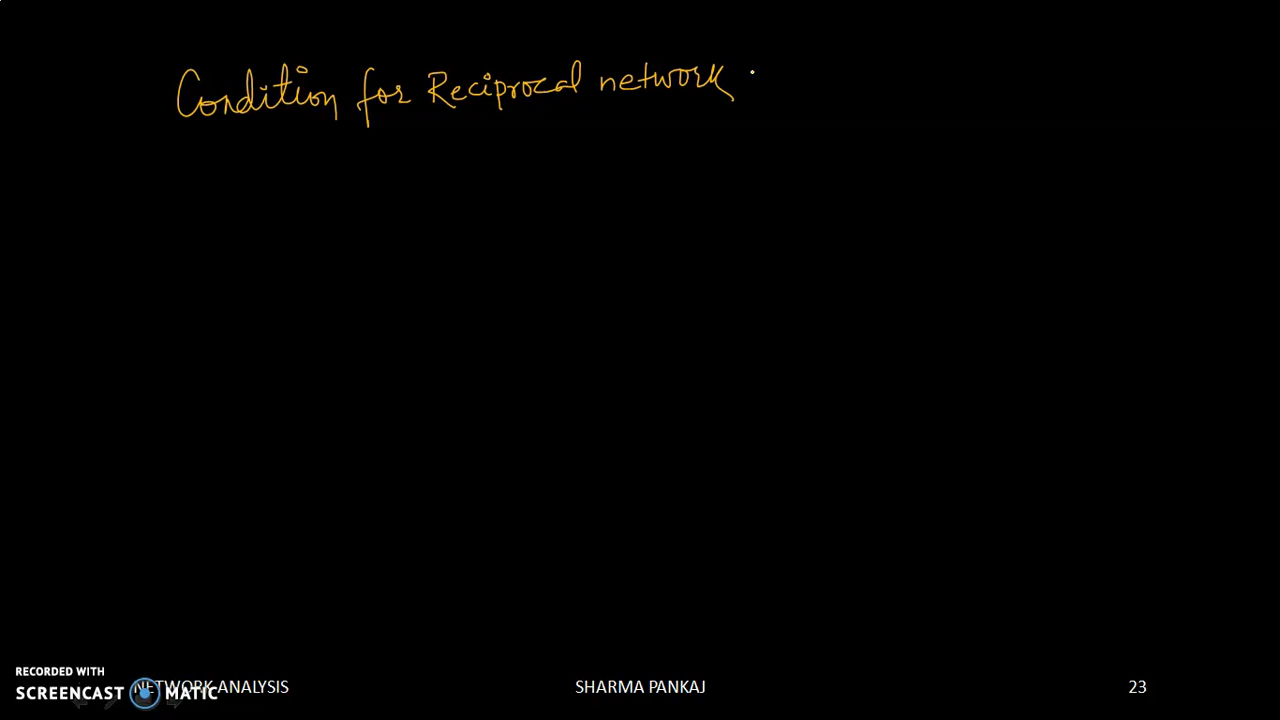 Condition for Reciprocal network
RECORDED WITH
SCREENCAST MATIC
NETWORK ANALYSIS
SHARMA PANKAJ
23